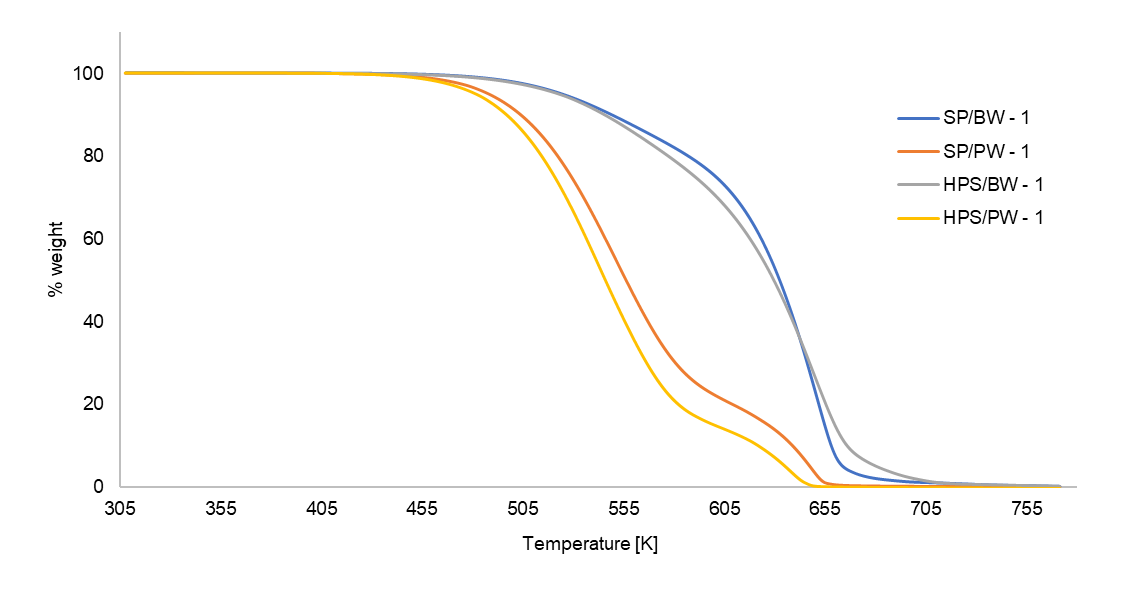 100
80
60
40
20
0
% weight
305 355 405 455 505 555 605 655 705 755
Temperature [K]
SP/BW - 1
SP/PW - 1
HPS/BW - 1
HPS/PW - 1